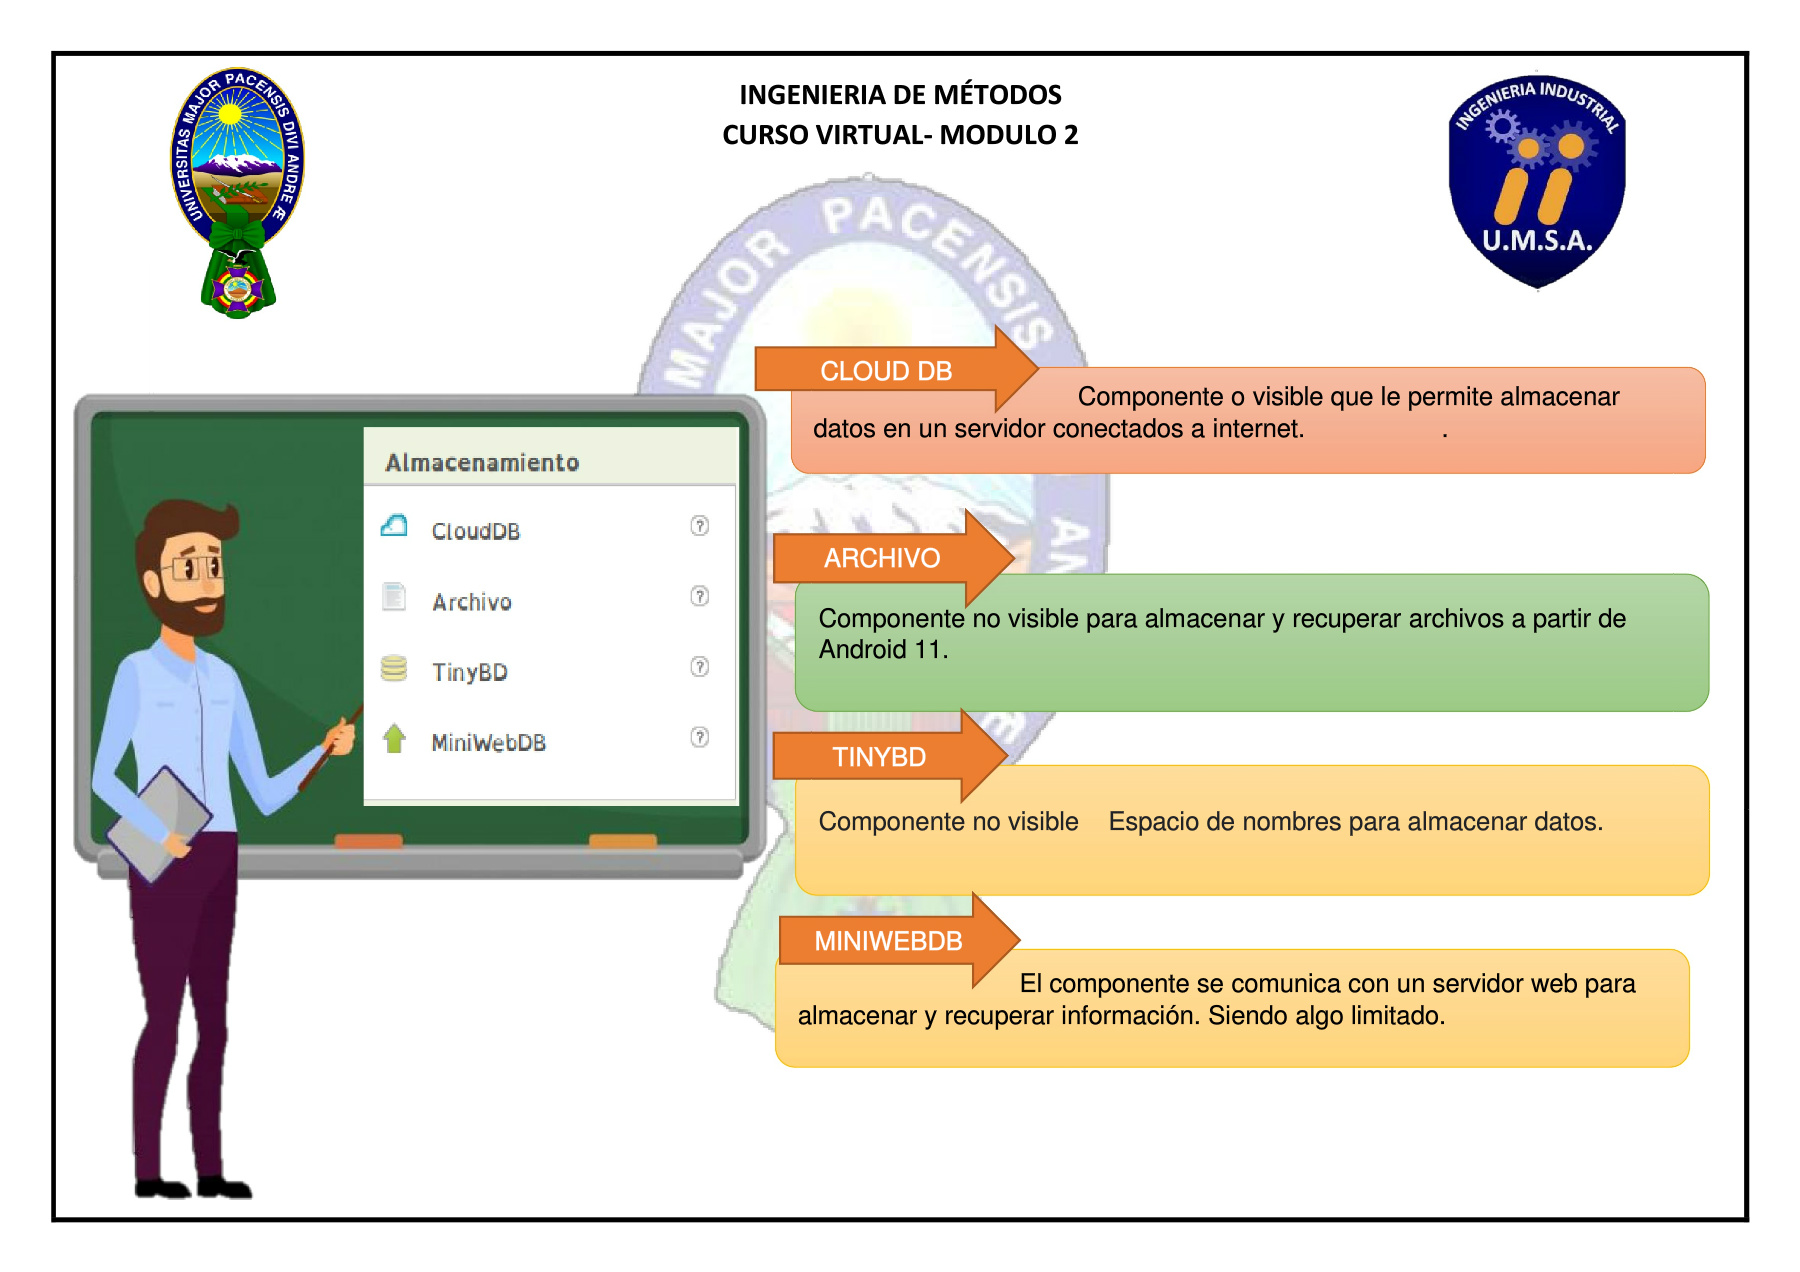 UNIVERSITAS MAJOR PACENSIS DIVI ANDRE Æ
INGENIERIA DE MÉTODOS
CURSO VIRTUAL- MODULO 2
INGENIERIA INDUSTRIAL
U.M.S.A.
MAJOR PACENSIS
CLOUD DB
Componente o visible que le permite almacenar
datos en un servidor conectados a internet. .
Almacenamiento
CloudDB ?
Archivo ?
TinyBD ?
MiniWebDB ?
ARCHIVO
Componente no visible para almacenar y recuperar archivos a partir de
Android 11.
TINYBD
Componente no visible Espacio de nombres para almacenar datos.
MINIWEBDB
El componente se comunica con un servidor web para
almacenar y recuperar información. Siendo algo limitado.